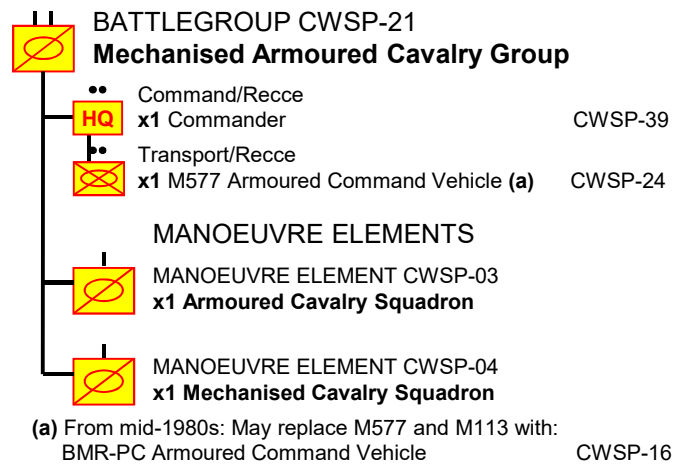 BATTLEGROUP CWSP-21
Mechanised Armoured Cavalry Group
Command/Recce
HQ x1 Commander CWSP-39
Transport/Recce
x1 M577 Armoured Command Vehicle (a) CWSP-24
MANOEUVRE ELEMENTS
MANOEUVRE ELEMENT CWSP-03
x1 Armoured Cavalry Squadron
MANOEUVRE ELEMENT CWSP-04
x1 Mechanised Cavalry Squadron
(a) From mid-1980s: May replace M577 and M113 with:
BMR-PC Armoured Command Vehicle CWSP-16